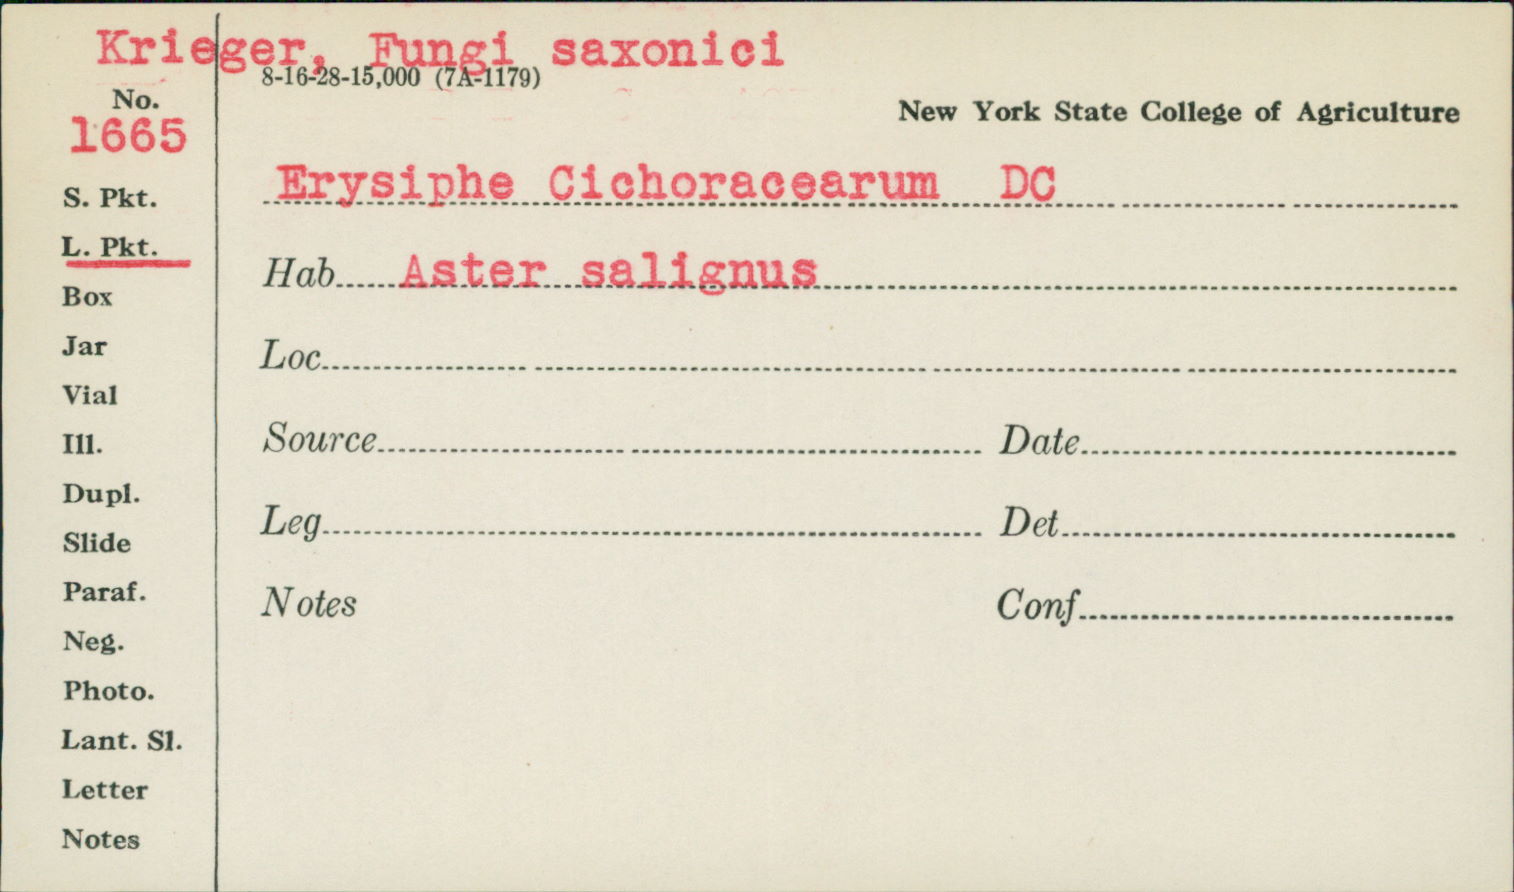 Krieger, Fungi saxonici
8-16-28-15,000 (7A-1179)
No.
1665
New York State College of Agriculture
Erysiphe Cichoracearum DC
Hab Aster salignus
Loc
Source
Date
Leg
Det
Notes
Conf
S. Pkt.
L. Pkt.
Box
Jar
Vial
Ill.
Dupl.
Slide
Paraf.
Neg.
Photo.
Lant. Sl.
Letter
Notes